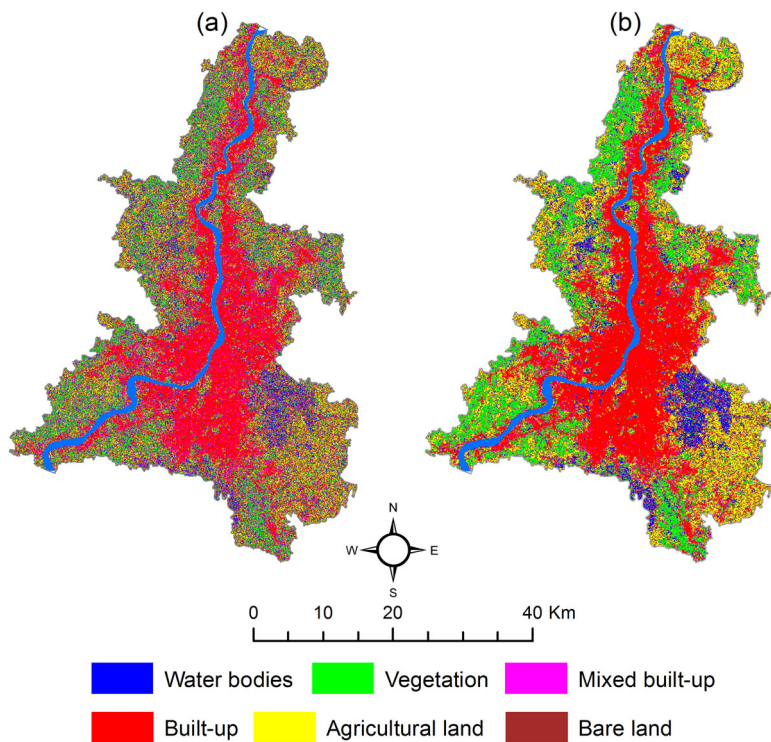 (a) (b)
N
W E
S
0 10 20 40 Km
Water bodies Vegetation Mixed built-up
Built-up Agricultural land Bare land